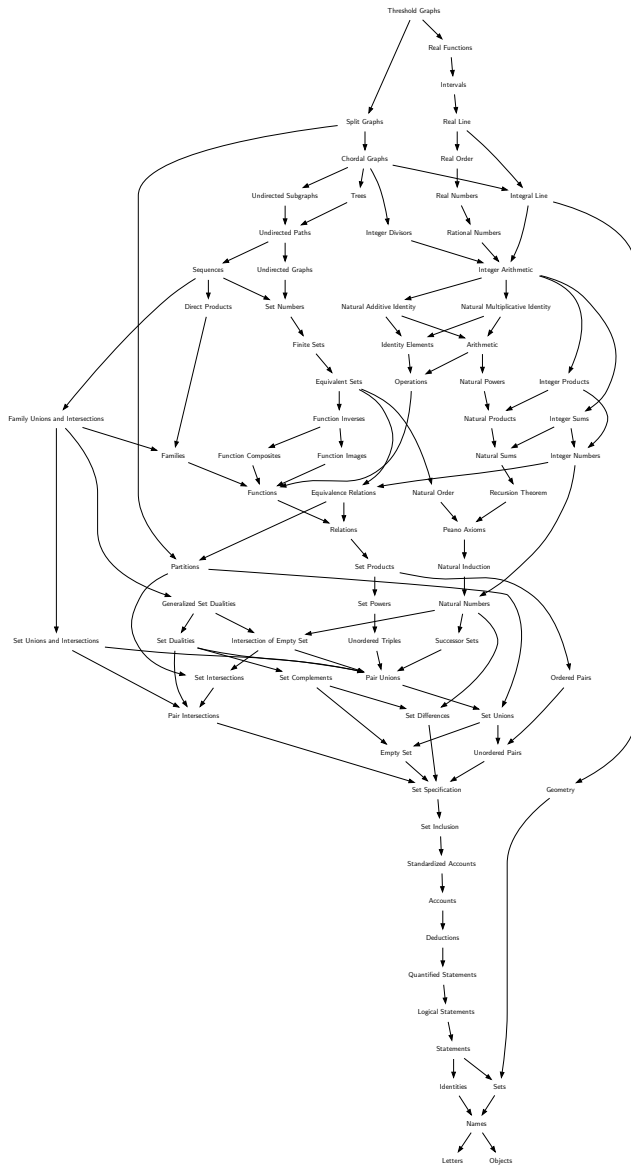 Threshold Graphs
Real Functions
Intervals
Split Graphs
Real Line
Chordal Graphs
Real Order
Undirected Subgraphs
Trees
Real Numbers
Integral Line
Undirected Paths
Integer Divisors
Rational Numbers
Sequences
Undirected Graphs
Integer Arithmetic
Direct Products
Set Numbers
Natural Additive Identity
Natural Multiplicative Identity
Finite Sets
Identity Elements
Arithmetic
Equivalent Sets
Operations
Natural Powers
Integer Products
Family Unions and Intersections
Function Inverses
Natural Products
Integer Sums
Families
Function Composites
Function Images
Natural Sums
Integer Numbers
Functions
Equivalence Relations
Natural Order
Recursion Theorem
Relations
Peano Axioms
Partitions
Set Products
Natural Induction
Generalized Set Dualities
Set Powers
Natural Numbers
Set Unions and Intersections
Set Dualities
Intersection of Empty Set
Unordered Triples
Successor Sets
Set Intersections
Set Complements
Pair Unions
Ordered Pairs
Pair Intersections
Set Differences
Set Unions
Empty Set
Unordered Pairs
Set Specification
Geometry
Set Inclusion
Standardized Accounts
Accounts
Deductions
Quantified Statements
Logical Statements
Statements
Identities
Sets
Names
Letters
Objects